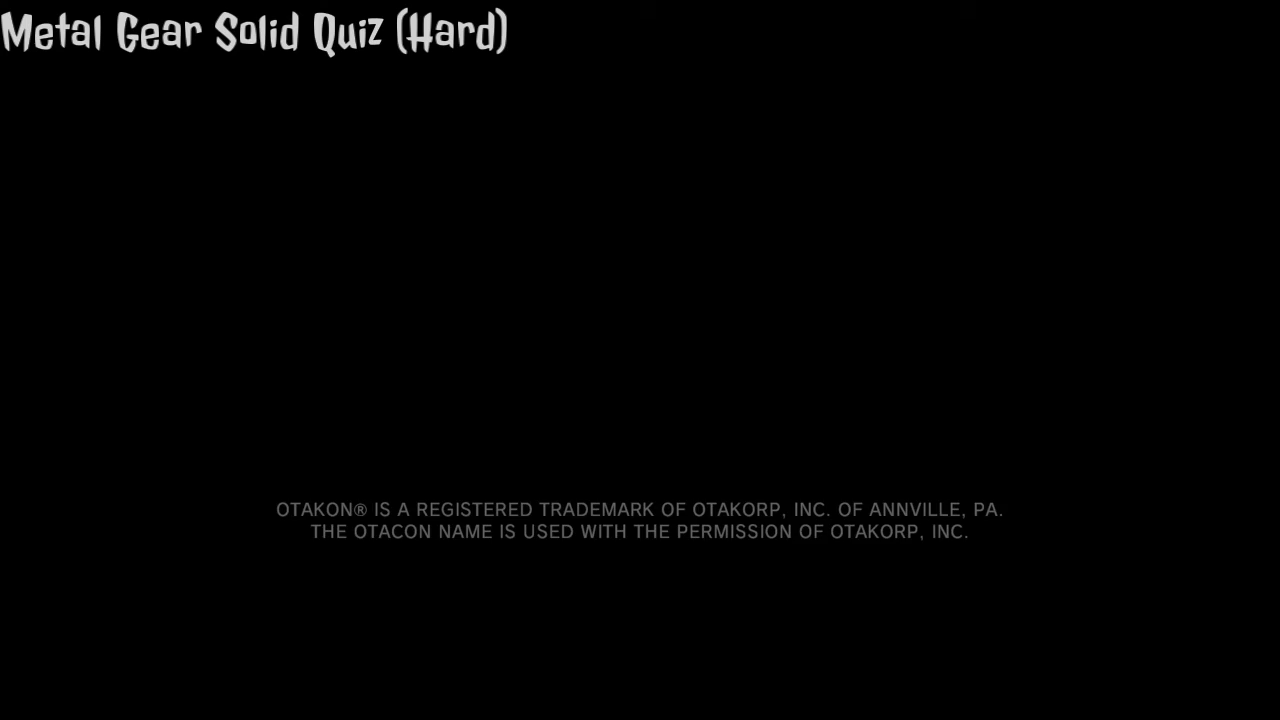 Metal Gear Solid Quiz (Hard)
OTAKON® IS A REGISTERED TRADEMARK OF OTAKORP, INC. OF ANNVILLE, PA.
THE OTACON NAME IS USED WITH THE PERMISSION OF OTAKORP, INC.